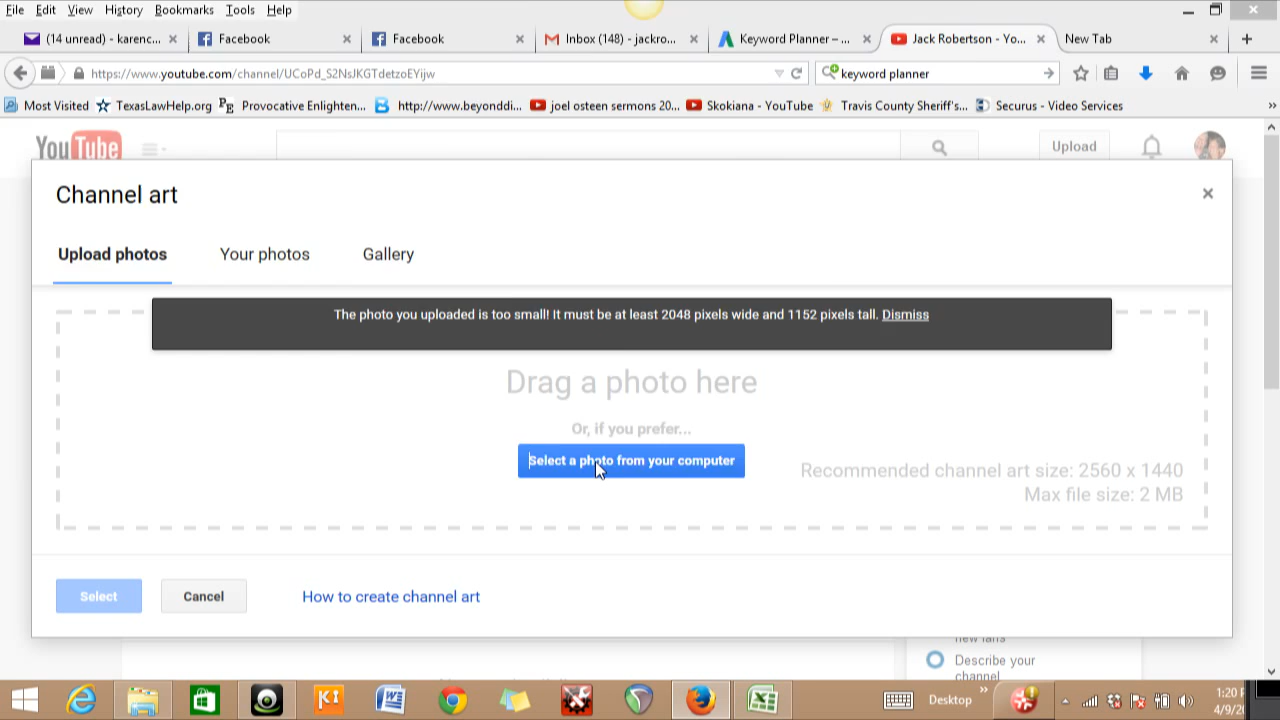 File Edit View History Bookmarks Tools Help
(14 unread) - karenc... Facebook Facebook Inbox (148) - jackro... Keyword Planner – ... Jack Robertson - Yo... New Tab
https://www.youtube.com/channel/UCoPd_S2NsJKGTdetzoEYijw keyword planner
Most Visited TexasLawHelp.org PE Provocative Enlighten... http://www.beyonddi... joel osteen sermons 20... Skokiana - YouTube Travis County Sheriff's... Securus - Video Services
YouTube Upload
Channel art
Upload photos Your photos Gallery
The photo you uploaded is too small! It must be at least 2048 pixels wide and 1152 pixels tall. Dismiss
Drag a photo here
Or, if you prefer...
Select a photo from your computer
Recommended channel art size: 2560 x 1440
Max file size: 2 MB
Select Cancel How to create channel art
new fans
Describe your
channel
Desktop
1:20
4/9/20